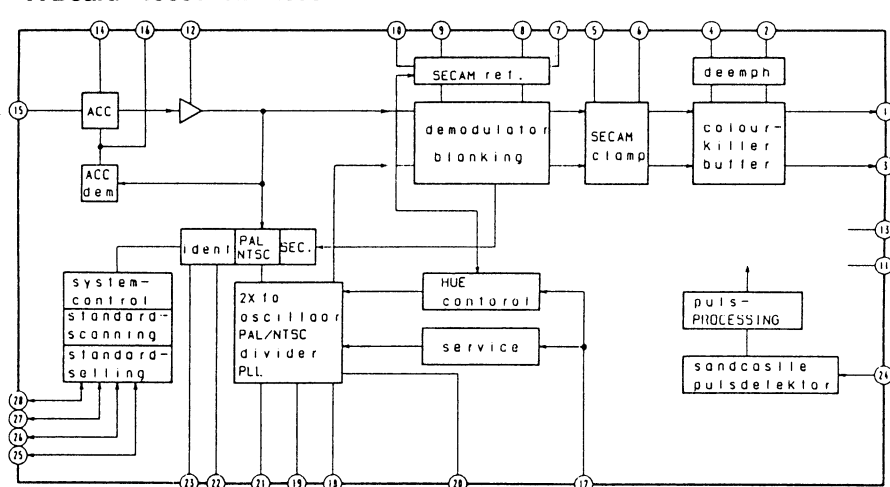 14
16
12
10
9
8
7
5
6
4
2
SECAM ref.
deemph
15
ACC
demodulator
blanking
SECAM
clamp
colour-
killer
buffer
1
3
ACC
dem
ident
PAL
NTSC
SEC.
13
11
system-
control
standard-
scanning
standard-
setting
2X fo
oscillaor
PAL/NTSC
divider
PLL
HUE
contorol
service
puls-
PROCESSING
sandcastle
pulsdelektor
24
28
27
26
25
23
22
21
19
18
20
17